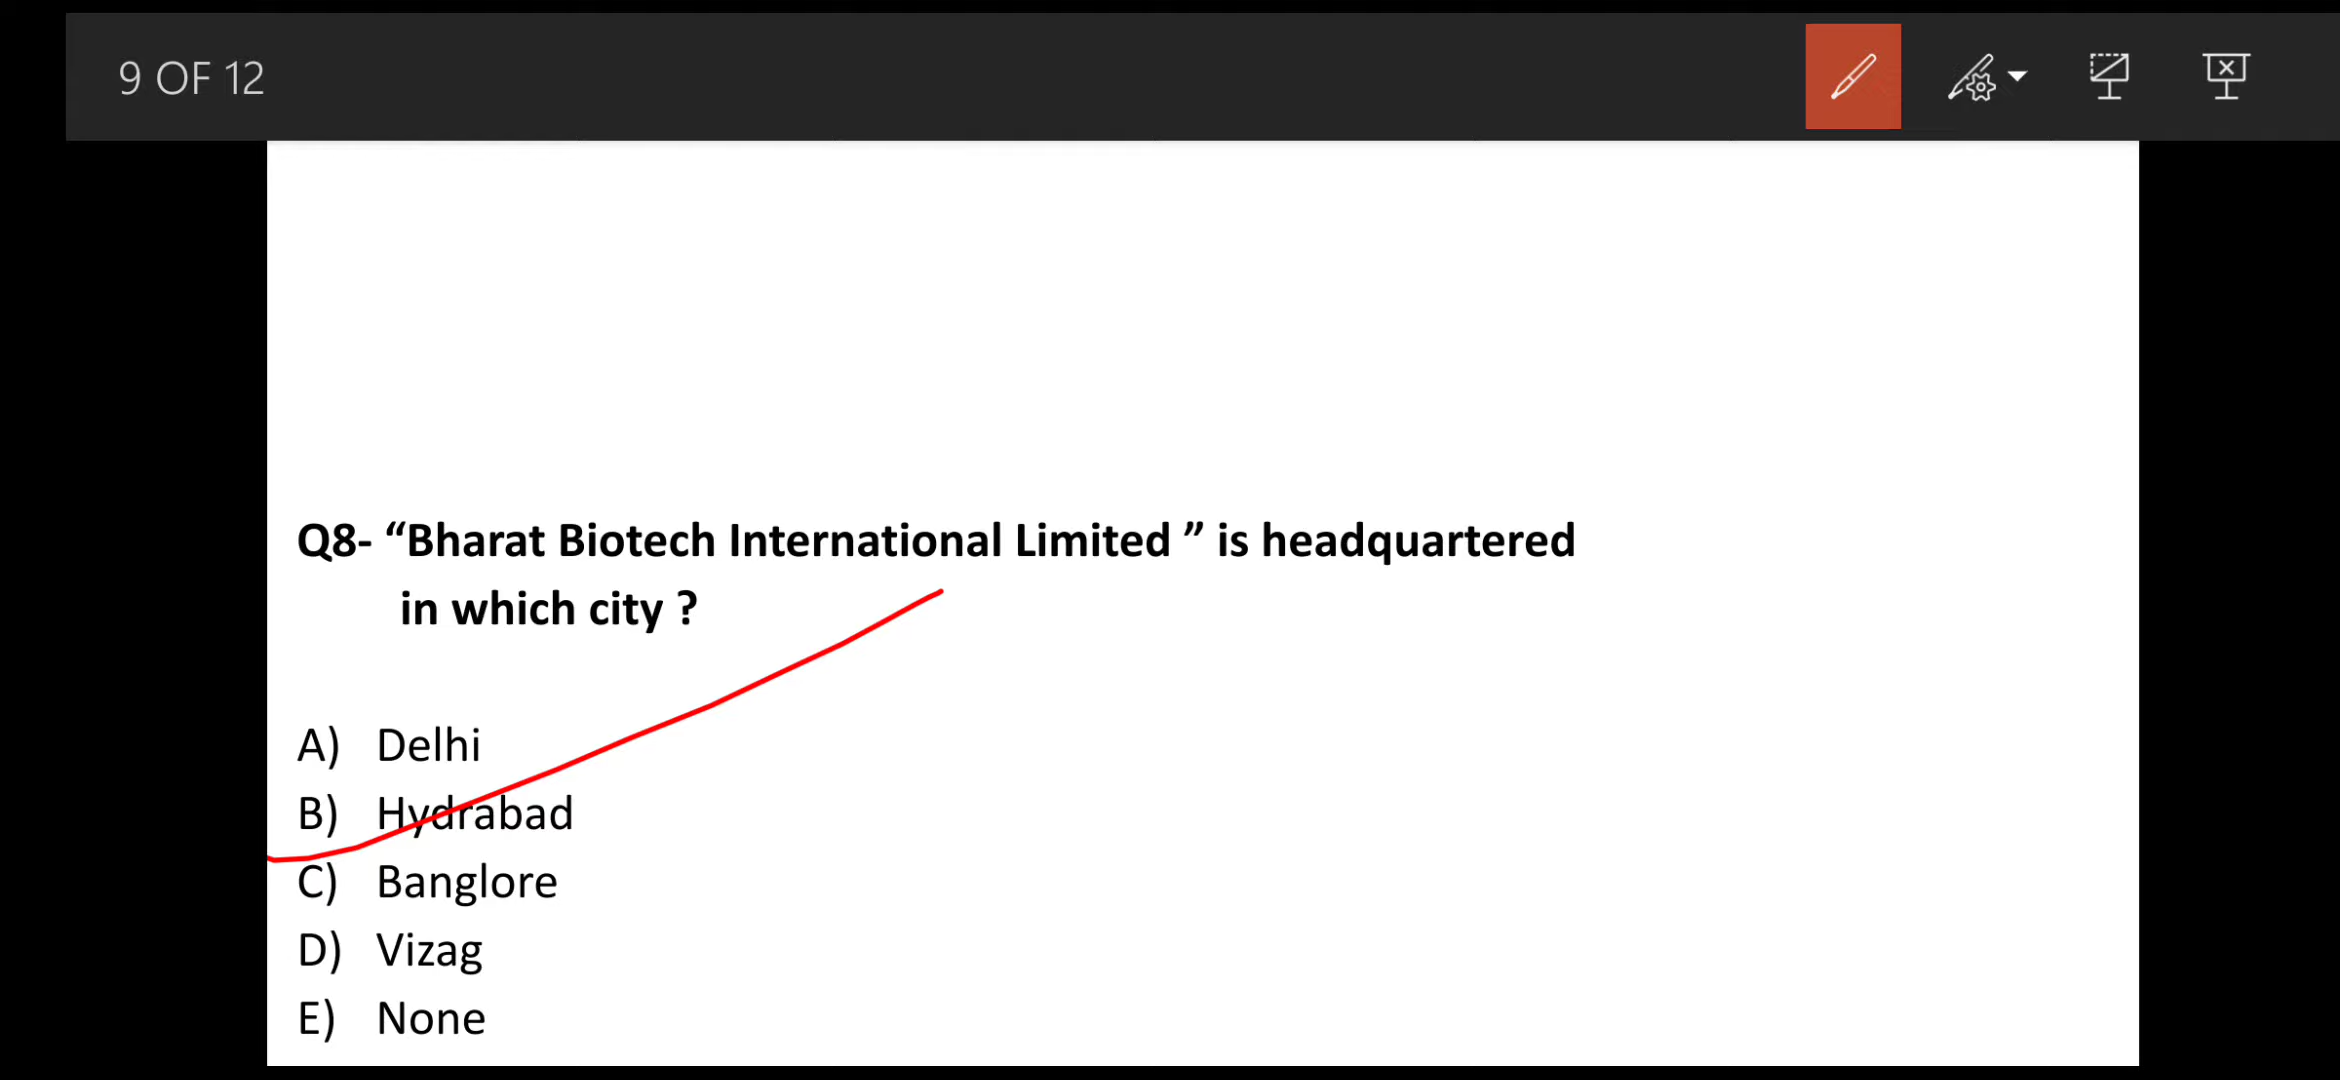 9 OF 12
Q8- “Bharat Biotech International Limited ” is headquartered
in which city ?
A) Delhi
B) Hydrabad
C) Banglore
D) Vizag
E) None